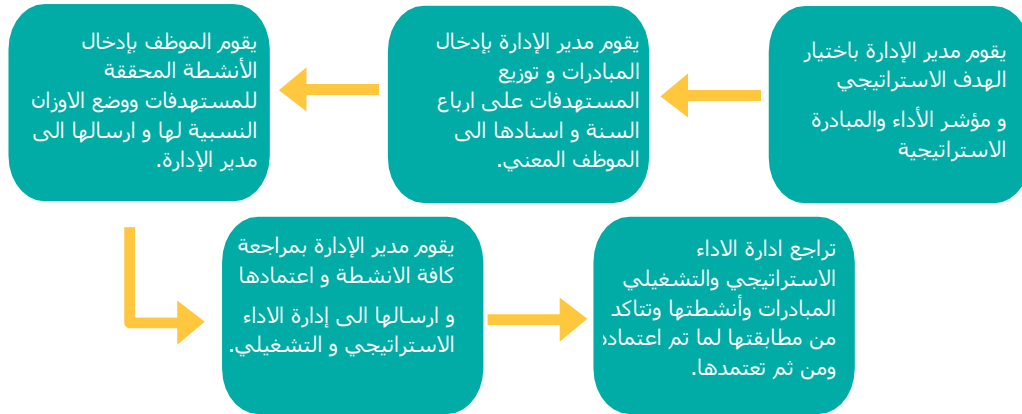 يقوم مدير الإدارة باختيار
الهدف الاستراتيجي
و مؤشر الأداء والمبادرة
الاستراتيجية
يقوم مدير الإدارة بإدخال
المبادرات و توزيع
المستهدفات على ارباع
السنة و اسنادها الى
الموظف المعني.
يقوم الموظف بإدخال
الأنشطة المحققة
للمستهدفات ووضع الاوزان
النسبية لها و ارسالها الى
مدير الإدارة.
يقوم مدير الإدارة بمراجعة
كافة الانشطة و اعتمادها
و ارسالها الى إدارة الاداء
الاستراتيجي و التشغيلي.
تراجع ادارة الاداء
الاستراتيجي والتشغيلي
المبادرات وأنشطتها وتتاكد
من مطابقتها لما تم اعتماده
ومن ثم تعتمدها.